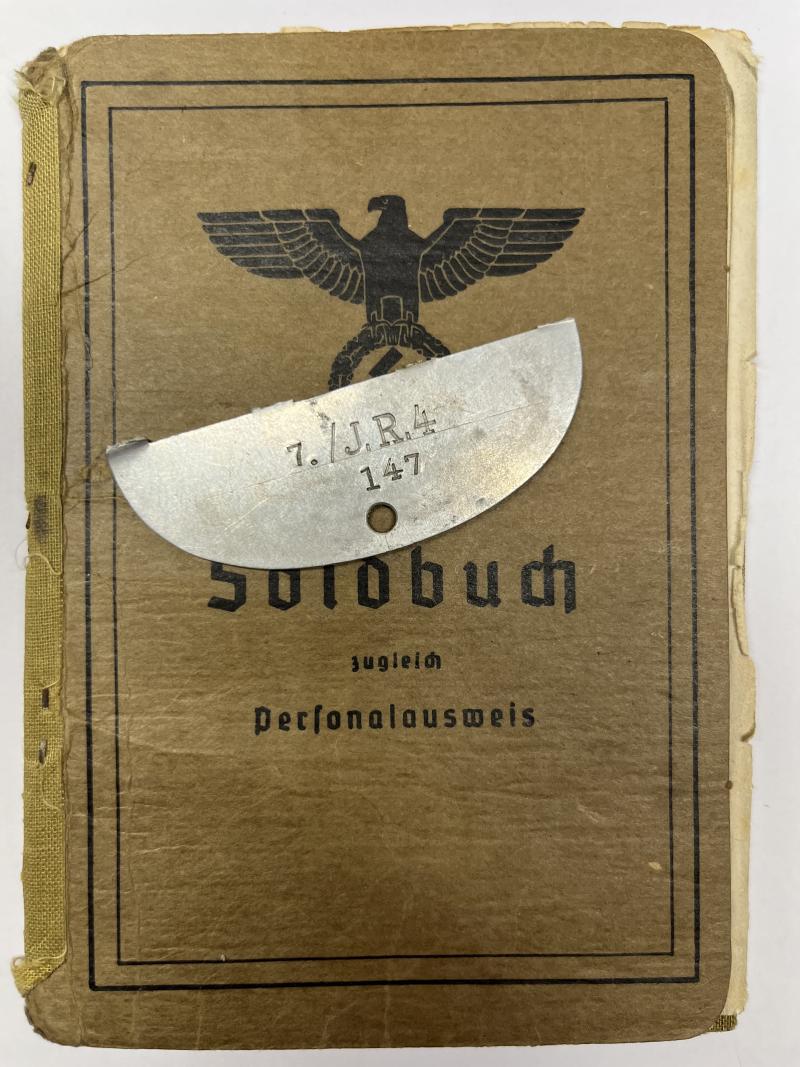 7./J.R.4
147
Soldbuch
zugleich
Personalausweis